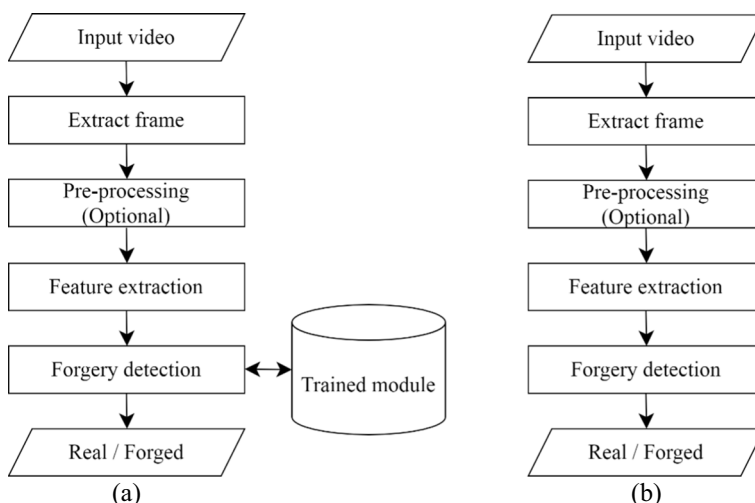 Input video
Extract frame
Pre-processing
(Optional)
Feature extraction
Forgery detection
Trained module
Real / Forged
(a)
Input video
Extract frame
Pre-processing
(Optional)
Feature extraction
Forgery detection
Real / Forged
(b)